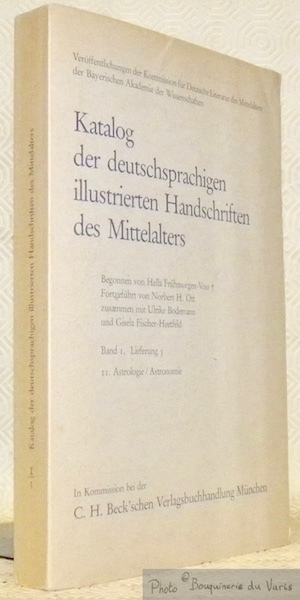 Veröffentlichungen der Kommission für Deutsche Literatur des Mittelalters
der Bayerischen Akademie der Wissenschaften
Katalog
der deutschsprachigen
illustrierten Handschriften
des Mittelalters
Begonnen von Hella Frühmorgen-Voss †
Fortgeführt von Norbert H. Ott
zusammen mit Ulrike Bodemann
und Gisela Fischer-Heetfeld
Band 1, Lieferung 3
11. Astrologie / Astronomie
In Kommission bei der
C. H. Beck'schen Verlagsbuchhandlung München
Katalog der deutschsprachigen illustrierten Handschriften des Mittelalters
Photo © Bouquinerie du Varis